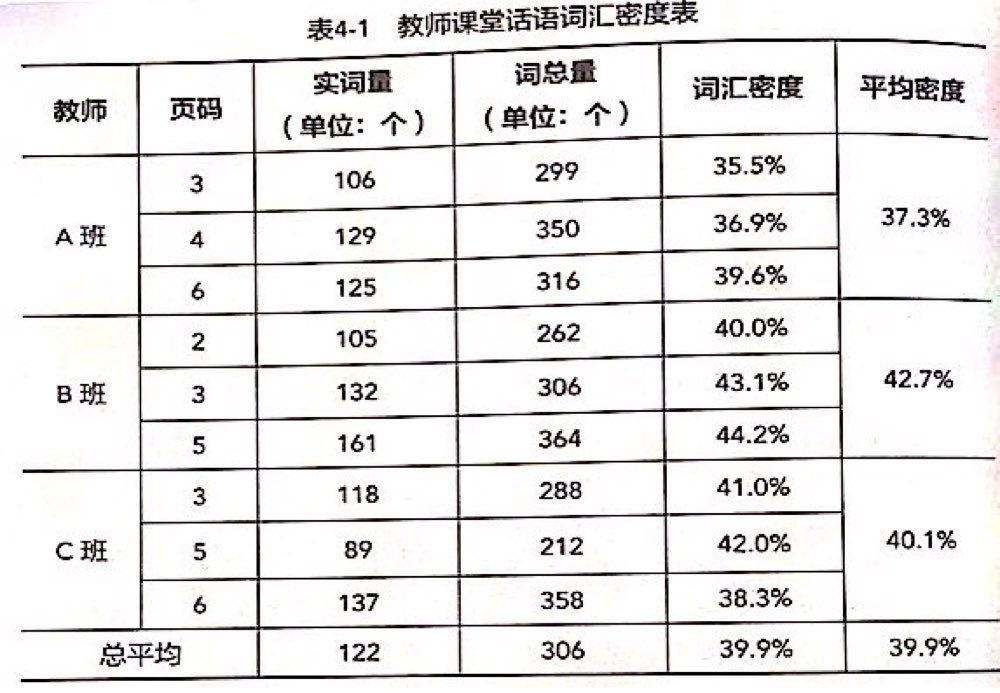 表4-1 教师课堂话语词汇密度表
教师 页码 实词量（单位：个） 词总量（单位：个） 词汇密度 平均密度
A班 3 106 299 35.5% 37.3%
4 129 350 36.9%
6 125 316 39.6%
B班 2 105 262 40.0% 42.7%
3 132 306 43.1%
5 161 364 44.2%
C班 3 118 288 41.0% 40.1%
5 89 212 42.0%
6 137 358 38.3%
总平均 122 306 39.9% 39.9%